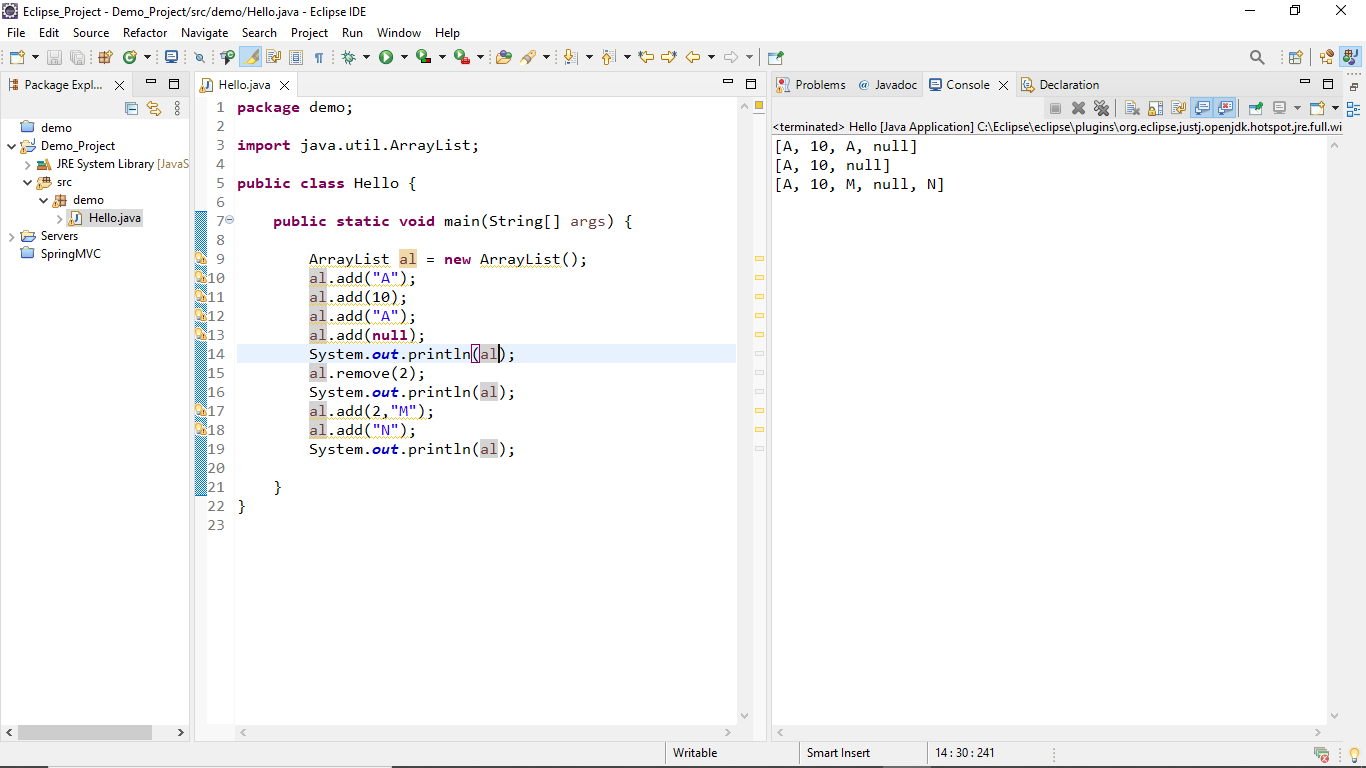 Eclipse_Project - Demo_Project/src/demo/Hello.java - Eclipse IDE
File Edit Source Refactor Navigate Search Project Run Window Help
Package Expl...
demo
Demo_Project
JRE System Library [JavaS
src
demo
Hello.java
Servers
SpringMVC
Hello.java
1 package demo;
2
3 import java.util.ArrayList;
4
5 public class Hello {
6
7 public static void main(String[] args) {
8
9 ArrayList al = new ArrayList();
10 al.add("A");
11 al.add(10);
12 al.add("A");
13 al.add(null);
14 System.out.println(al);
15 al.remove(2);
16 System.out.println(al);
17 al.add(2,"M");
18 al.add("N");
19 System.out.println(al);
20
21 }
22 }
23
Problems @ Javadoc Console Declaration
<terminated> Hello [Java Application] C:\Eclipse\eclipse\plugins\org.eclipse.justj.openjdk.hotspot.jre.full.wi
[A, 10, A, null]
[A, 10, null]
[A, 10, M, null, N]
Writable Smart Insert 14 : 30 : 241